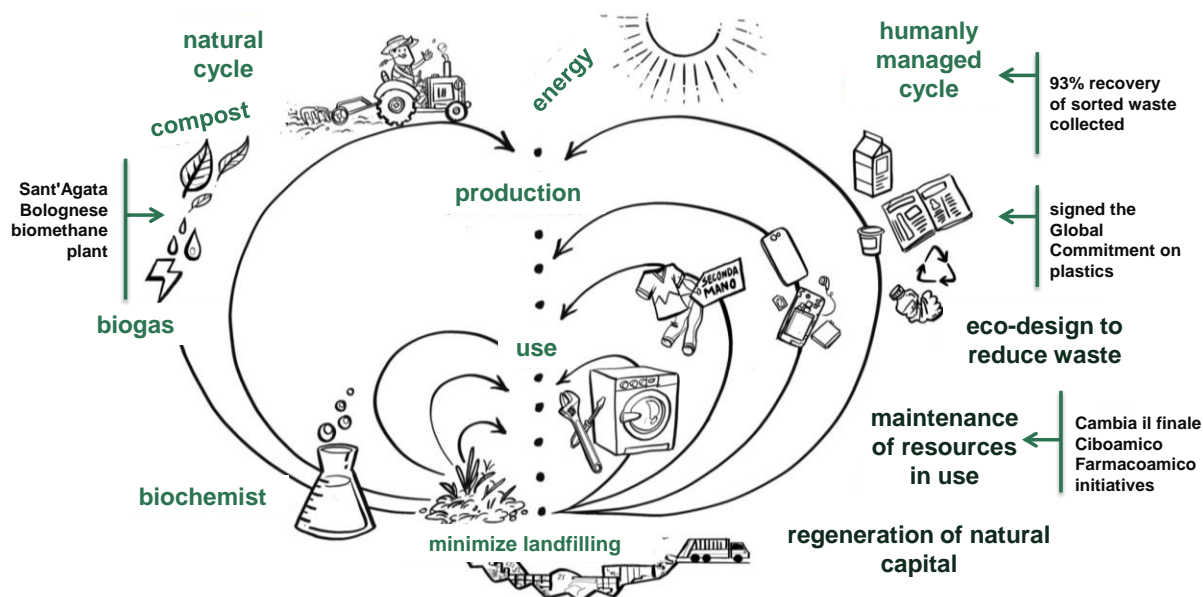 natural
cycle
energy
humanly
managed
cycle
93% recovery
of sorted waste
collected
compost
Sant'Agata
Bolognese
biomethane
plant
production
signed the
Global
Commitment on
plastics
SECONDA
MANO
biogas
use
eco-design to
reduce waste
maintenance
of resources
in use
Cambia il finale
Ciboamico
Farmacoamico
initiatives
biochemist
minimize landfilling
regeneration of natural
capital